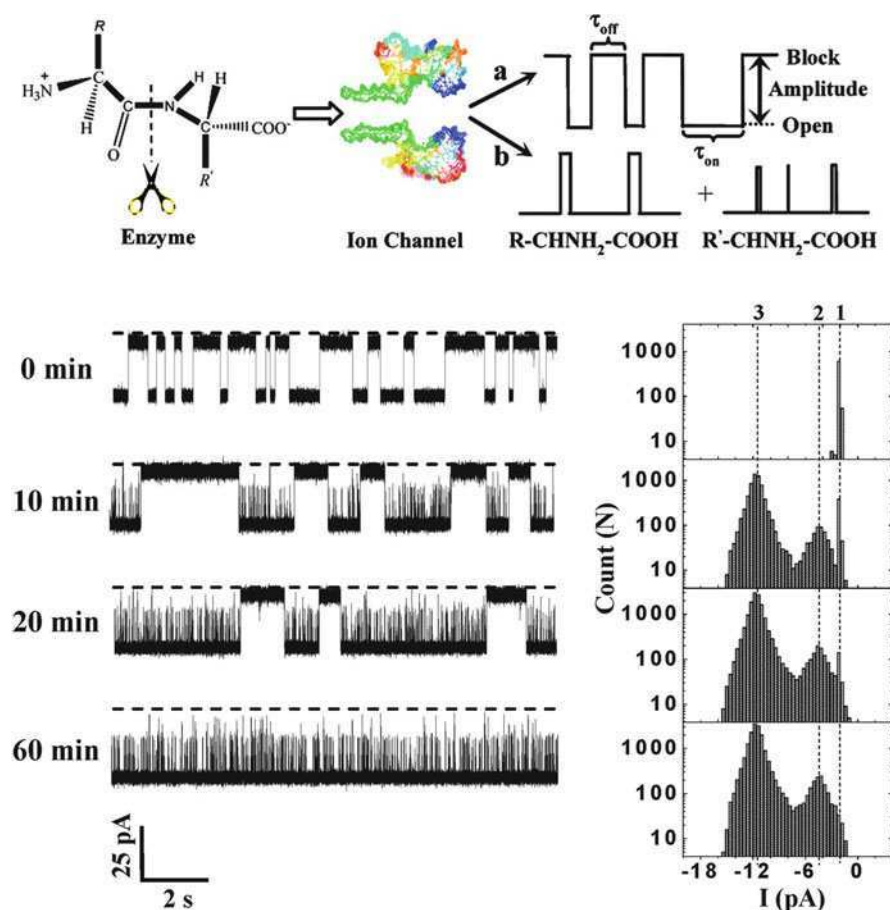 R
H₃N⁺
H
C
C
O
N
H
H
C
COO⁻
R'
Enzyme
Ion Channel
a
b
τoff
Block
Amplitude
Open
τon
+
R-CHNH₂-COOH
R'-CHNH₂-COOH
0 min
10 min
20 min
60 min
25 pA
2 s
3 2 1
1000
100
10
1000
100
10
1000
100
10
1000
100
10
Count (N)
-18 -12 -6 0
I (pA)